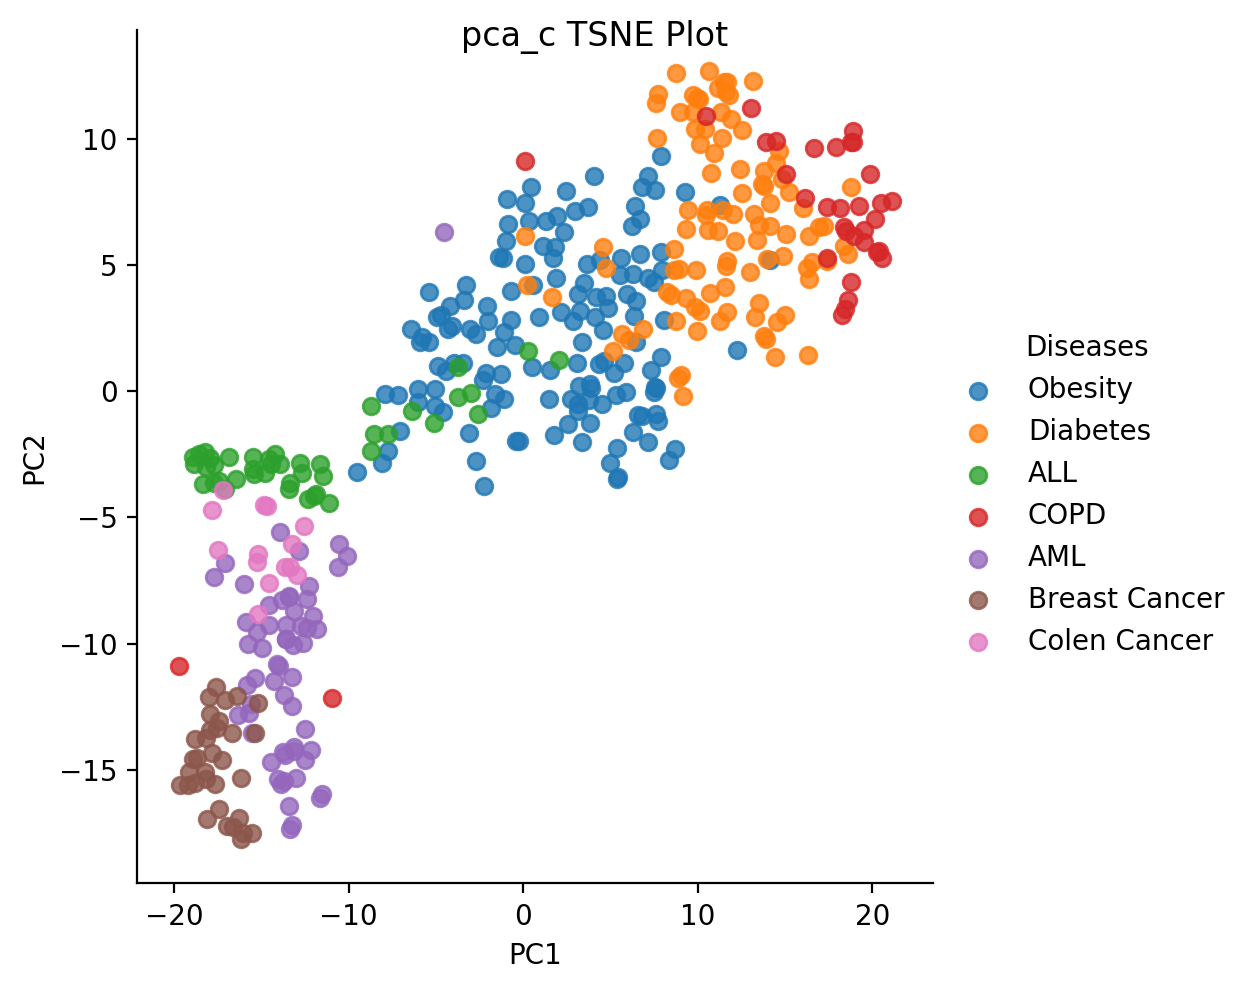 pca_c TSNE Plot
10
5
0
−5
−10
−15
PC2
−20
−10
0
10
20
PC1
Diseases
Obesity
Diabetes
ALL
COPD
AML
Breast Cancer
Colen Cancer